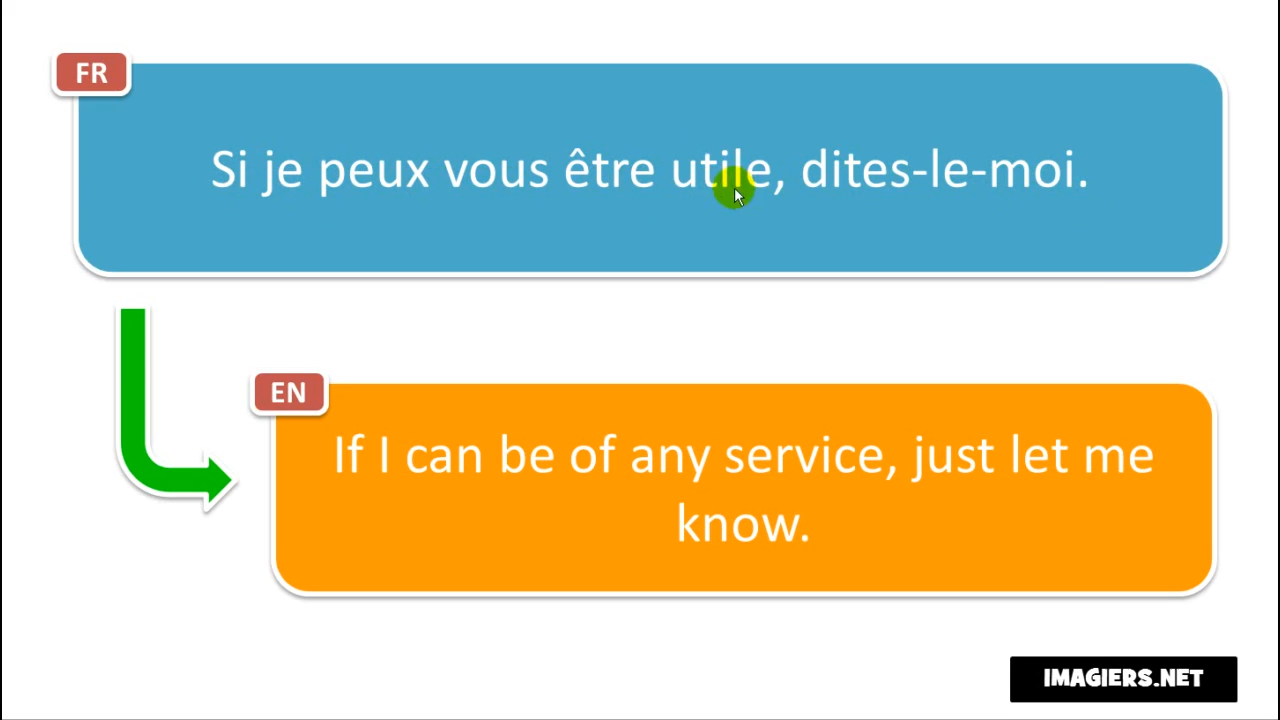 FR
Si je peux vous être utile, dites-le-moi.
EN
If I can be of any service, just let me
know.
IMAGIERS.NET